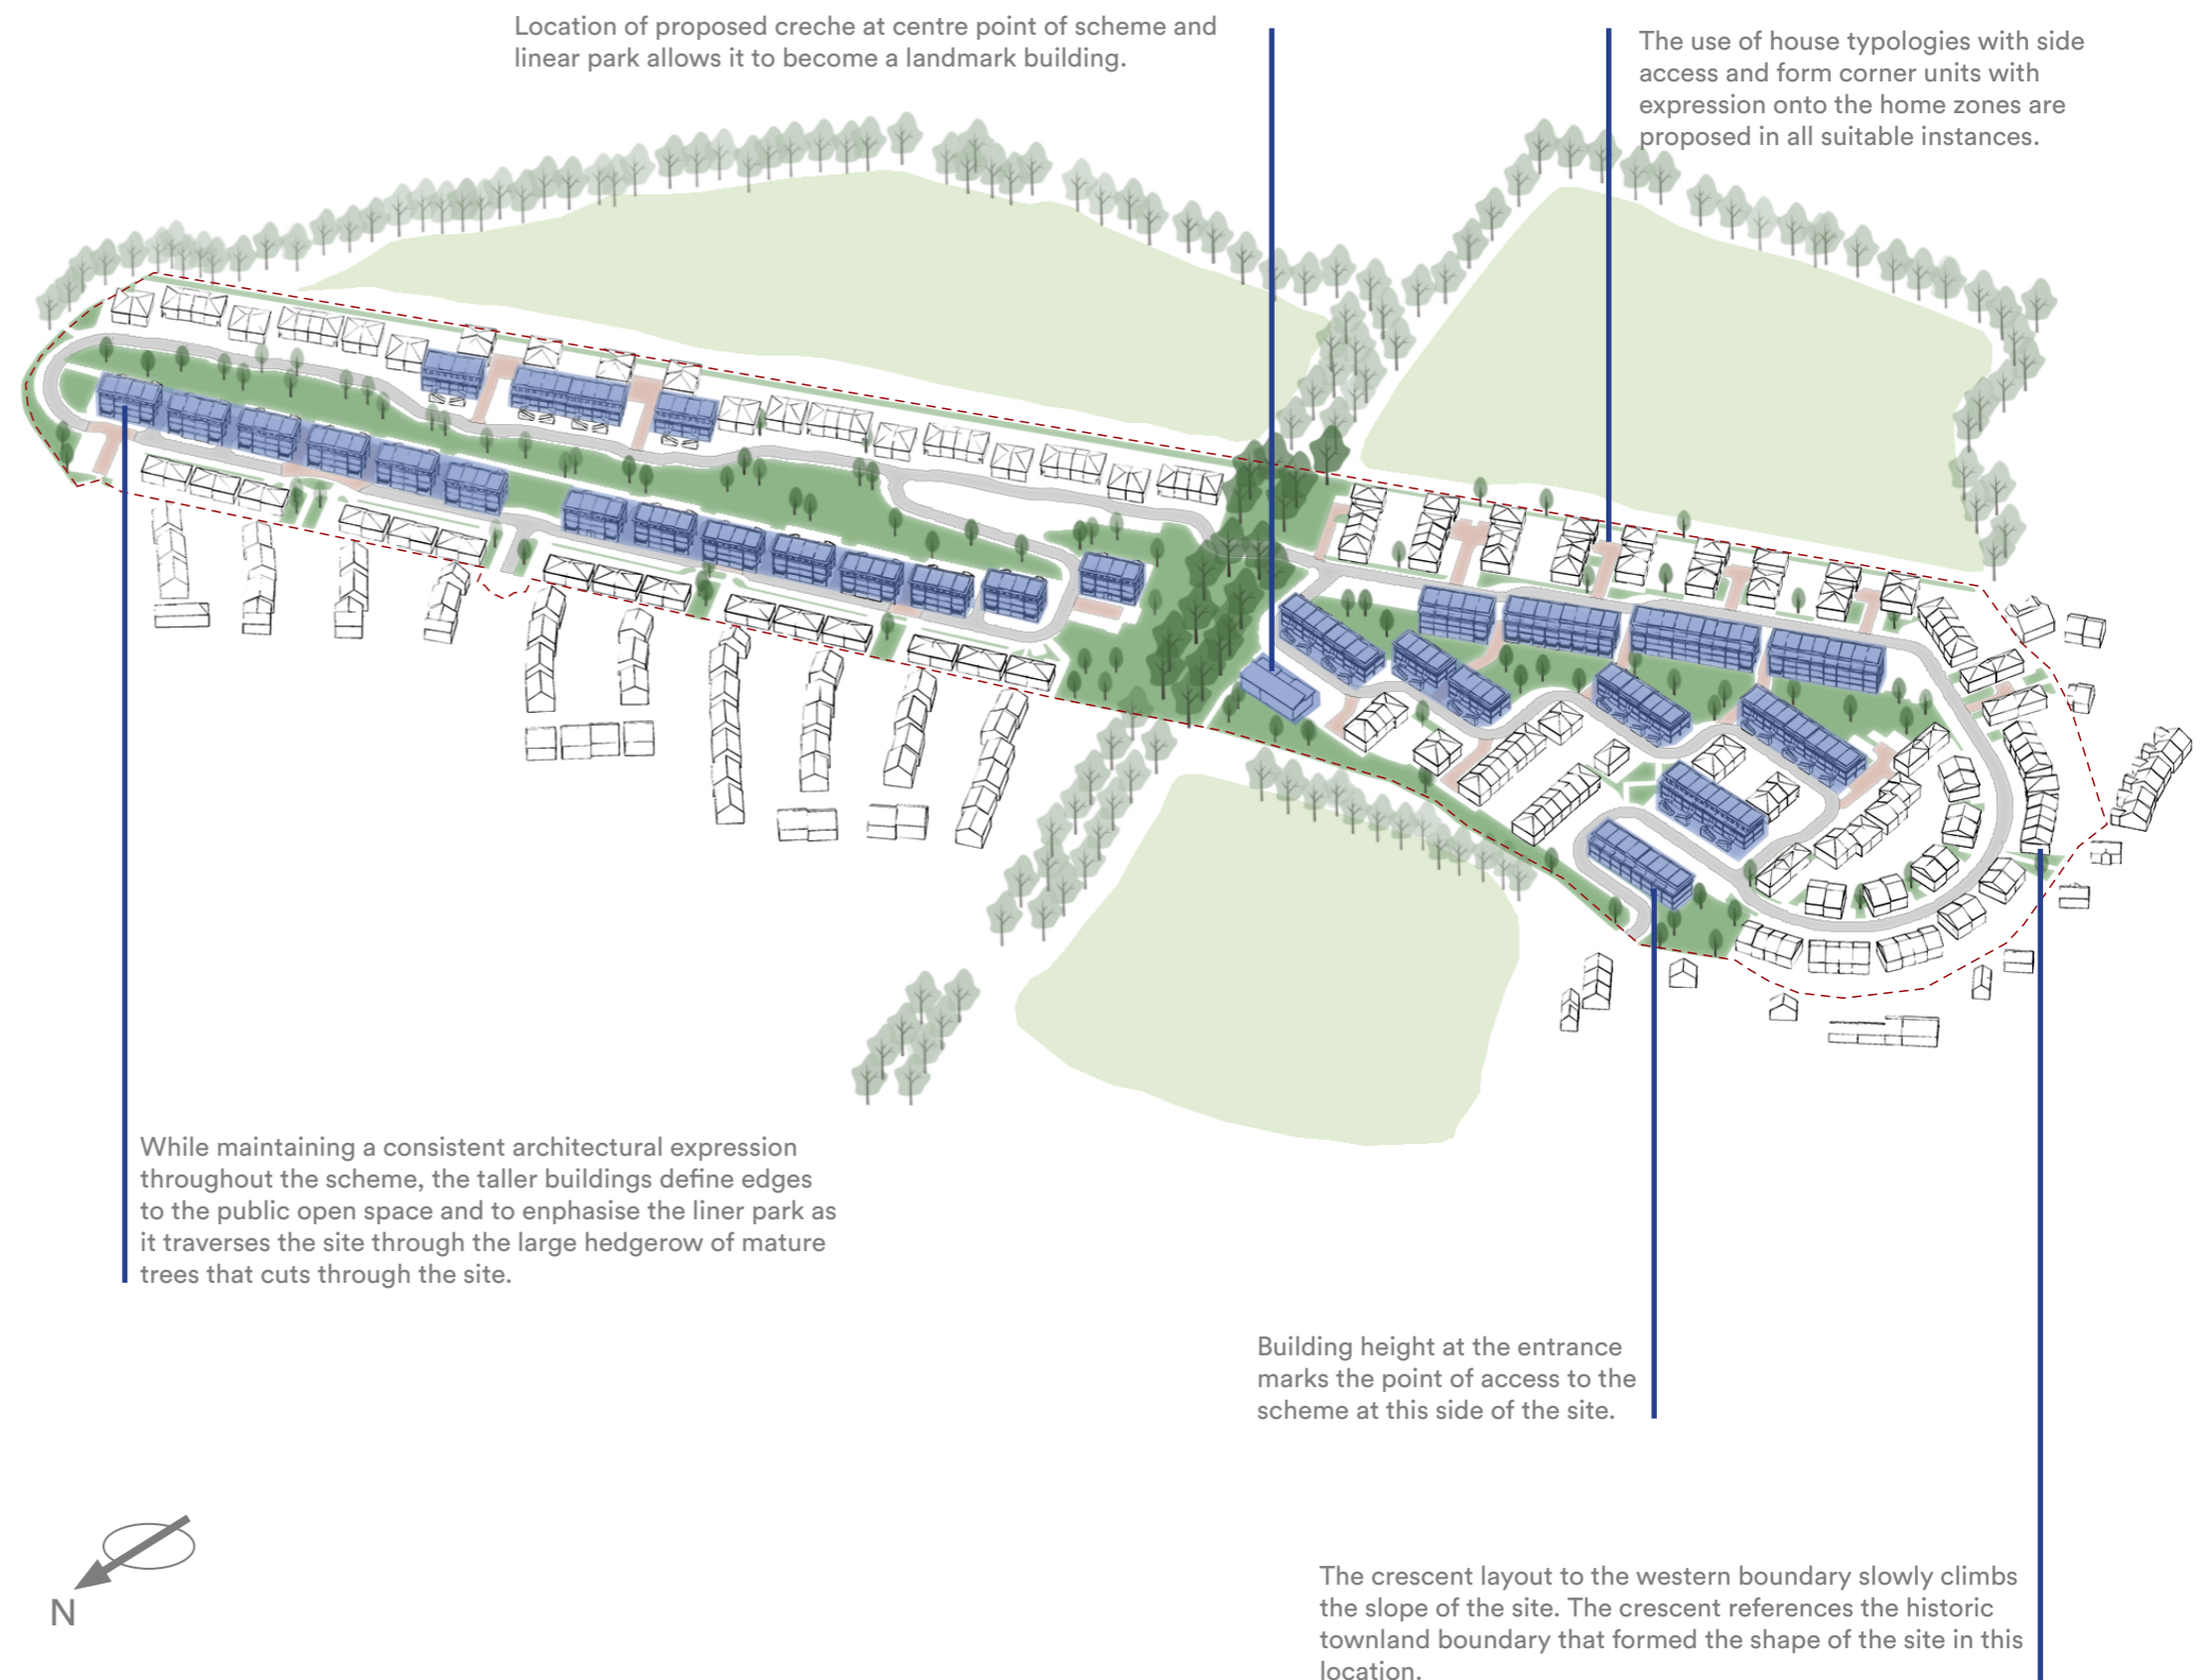 Location of proposed creche at centre point of scheme and
linear park allows it to become a landmark building.
The use of house typologies with side
access and form corner units with
expression onto the home zones are
proposed in all suitable instances.
While maintaining a consistent architectural expression
throughout the scheme, the taller buildings define edges
to the public open space and to enphasise the liner park as
it traverses the site through the large hedgerow of mature
trees that cuts through the site.
Building height at the entrance
marks the point of access to the
scheme at this side of the site.
N
The crescent layout to the western boundary slowly climbs
the slope of the site. The crescent references the historic
townland boundary that formed the shape of the site in this
location.